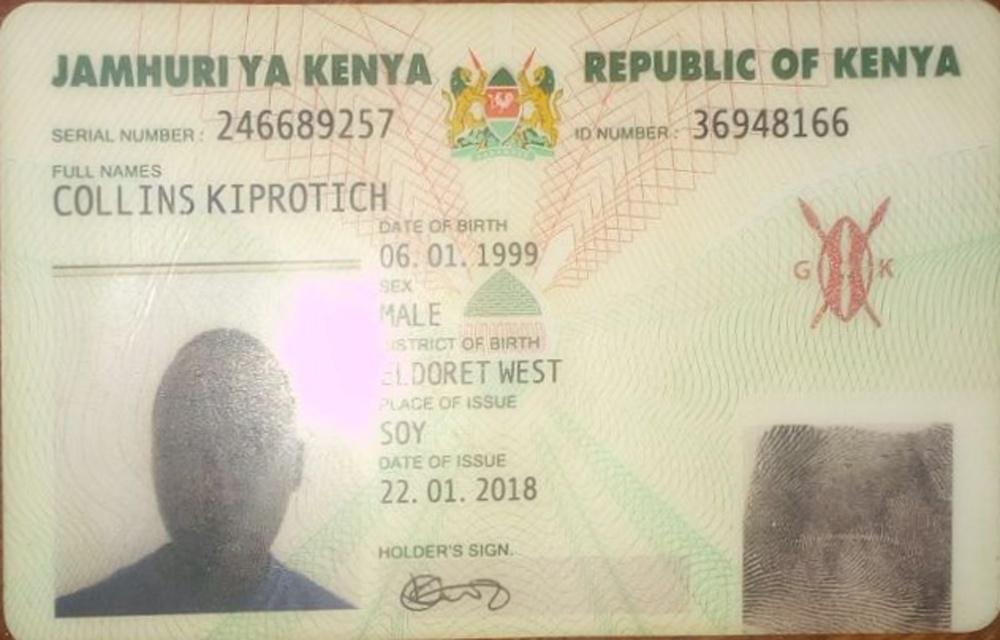 JAMHURI YA KENYA REPUBLIC OF KENYA
SERIAL NUMBER : 246689257 ID NUMBER : 36948166
FULL NAMES
COLLINS KIPROTICH
DATE OF BIRTH
06. 01. 1999
SEX
MALE
DISTRICT OF BIRTH
ELDORET WEST
PLACE OF ISSUE
SOY
DATE OF ISSUE
22. 01. 2018
HOLDER'S SIGN.
G K